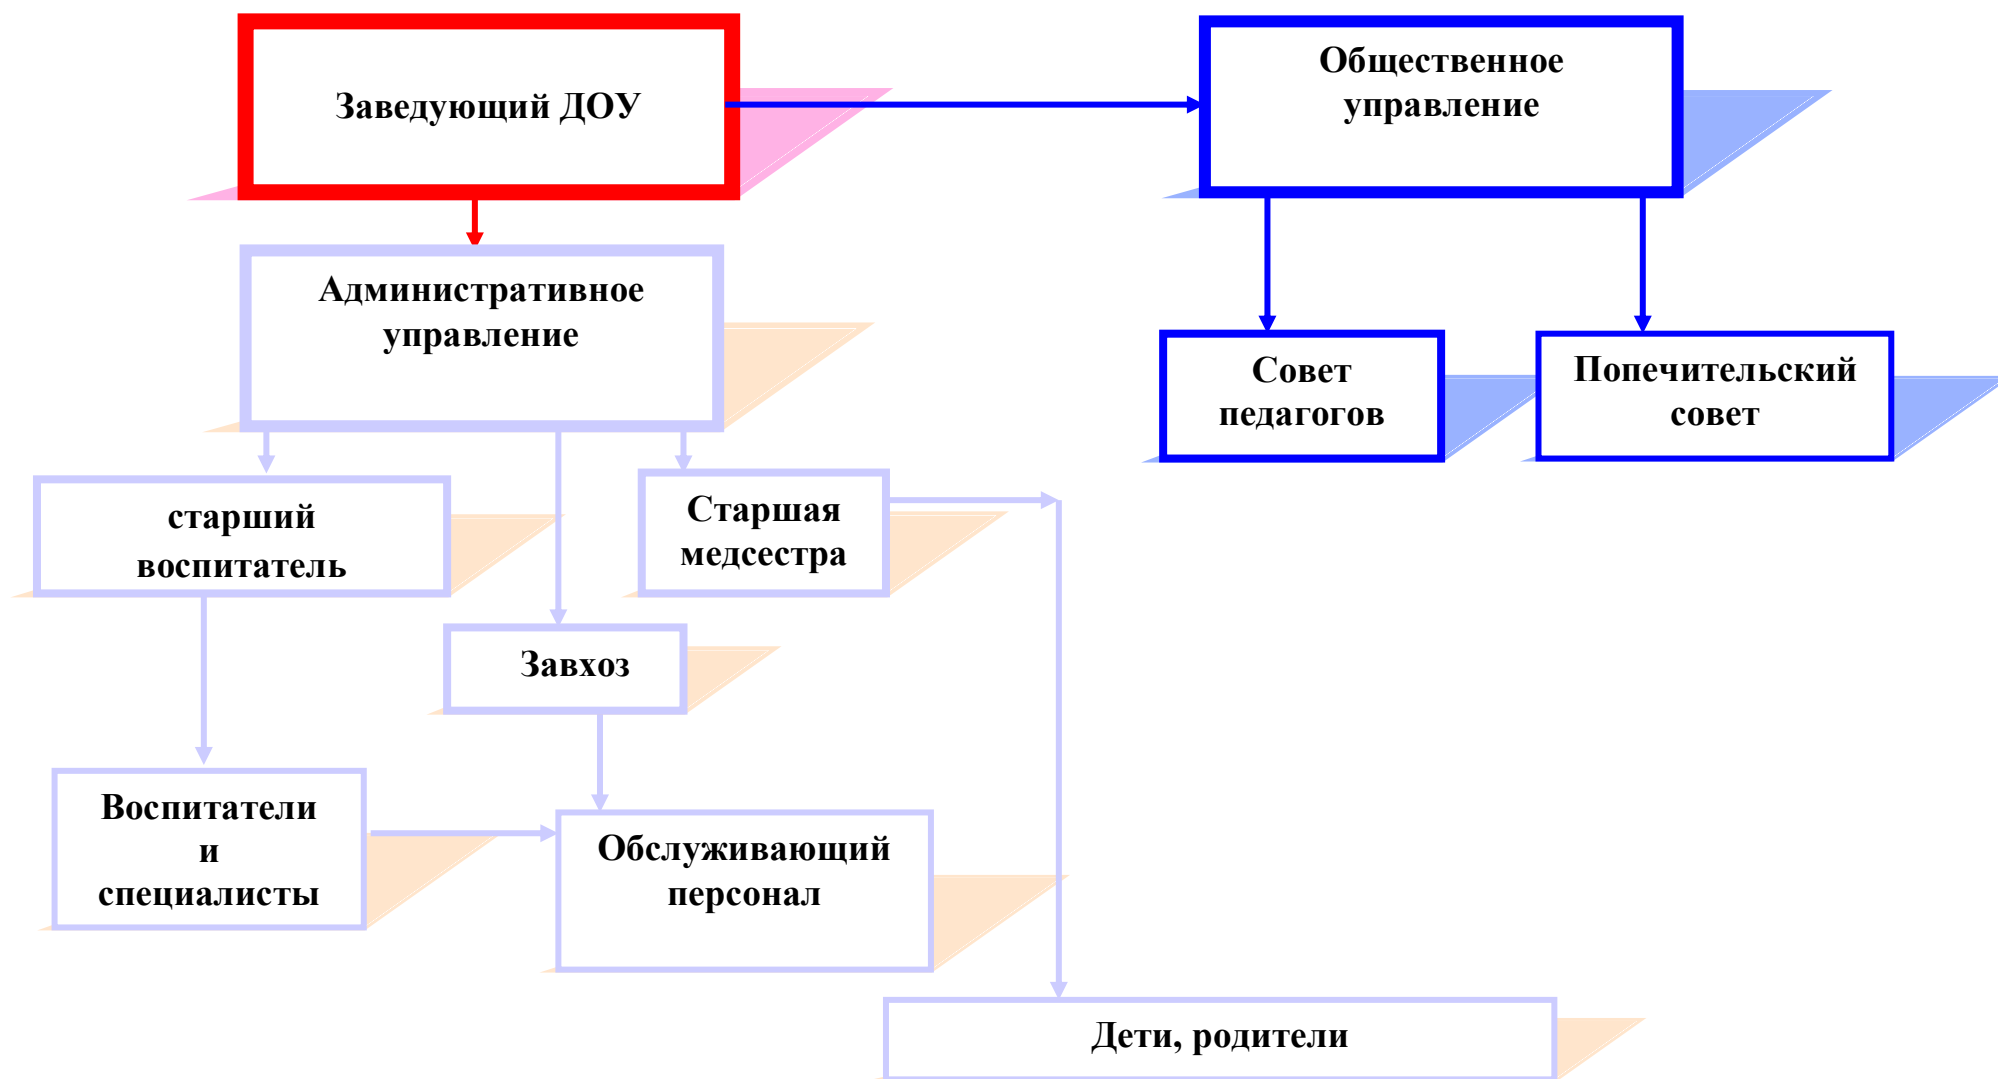 Заведующий ДОУ
Общественное
управление
Административное
управление
Совет
педагогов
Попечительский
совет
старший
воспитатель
Старшая
медсестра
Завхоз
Воспитатели
и
специалисты
Обслуживающий
персонал
Дети, родители